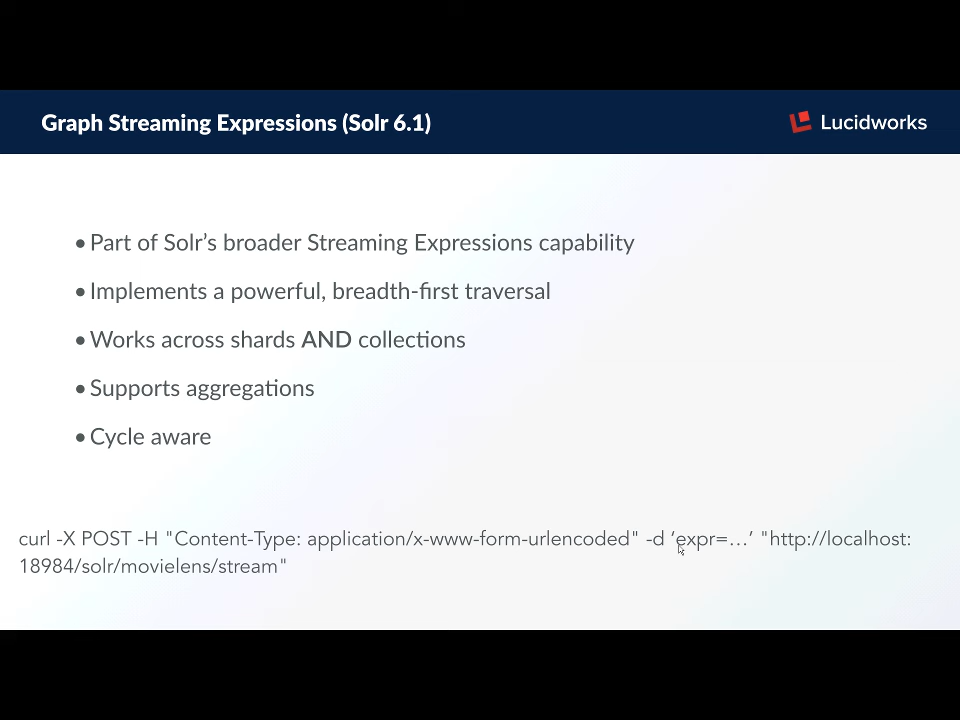 Graph Streaming Expressions (Solr 6.1)
Lucidworks
• Part of Solr’s broader Streaming Expressions capability
• Implements a powerful, breadth-first traversal
• Works across shards AND collections
• Supports aggregations
• Cycle aware
curl -X POST -H "Content-Type: application/x-www-form-urlencoded" -d ’expr=…’ "http://localhost:
18984/solr/movielens/stream"